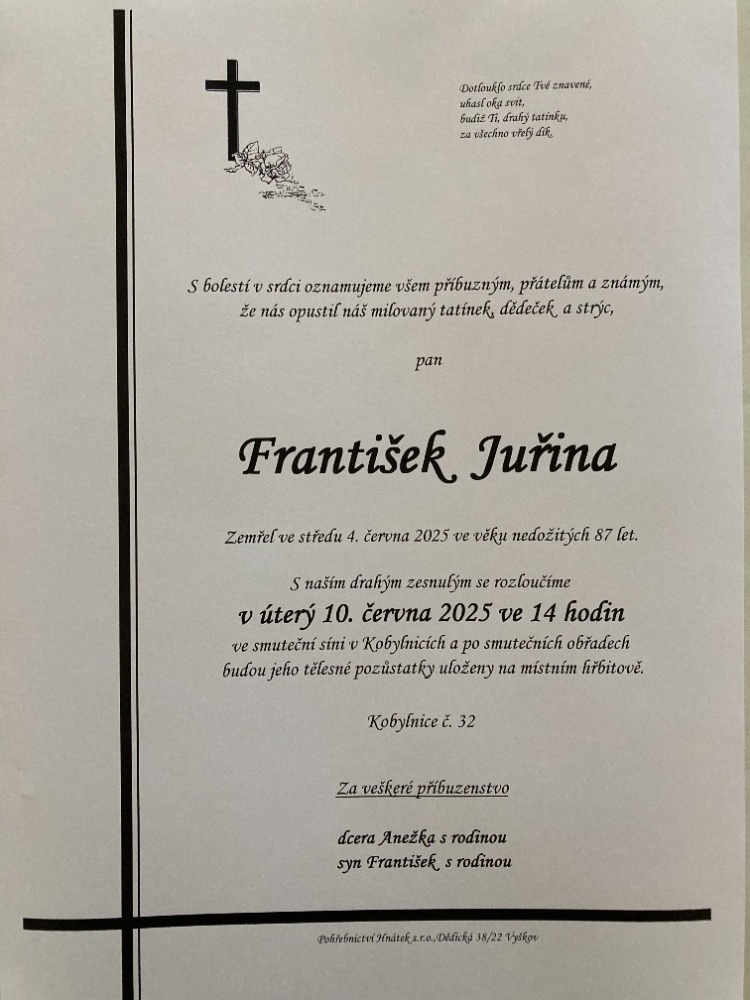 Dotlouklo srdce Tvé znavené,
uhasl oka svit,
budiž Ti, drahý tatínku,
za všechno vřelý dík.
S bolestí v srdci oznamujeme všem příbuzným, přátelům a známým,
že nás opustil náš milovaný tatínek, dědeček a strýc,
pan
František Juřina
Zemřel ve středu 4. června 2025 ve věku nedožitých 87 let.
S naším drahým zesnulým se rozloučíme
v úterý 10. června 2025 ve 14 hodin
ve smuteční síni v Kobylnicích a po smutečních obřadech
budou jeho tělesné pozůstatky uloženy na místním hřbitově.
Kobylnice č. 32
Za veškeré příbuzenstvo
dcera Anežka s rodinou
syn František s rodinou
Pohřebnictví Hnátek s.r.o., Dědická 38/22 Vyškov